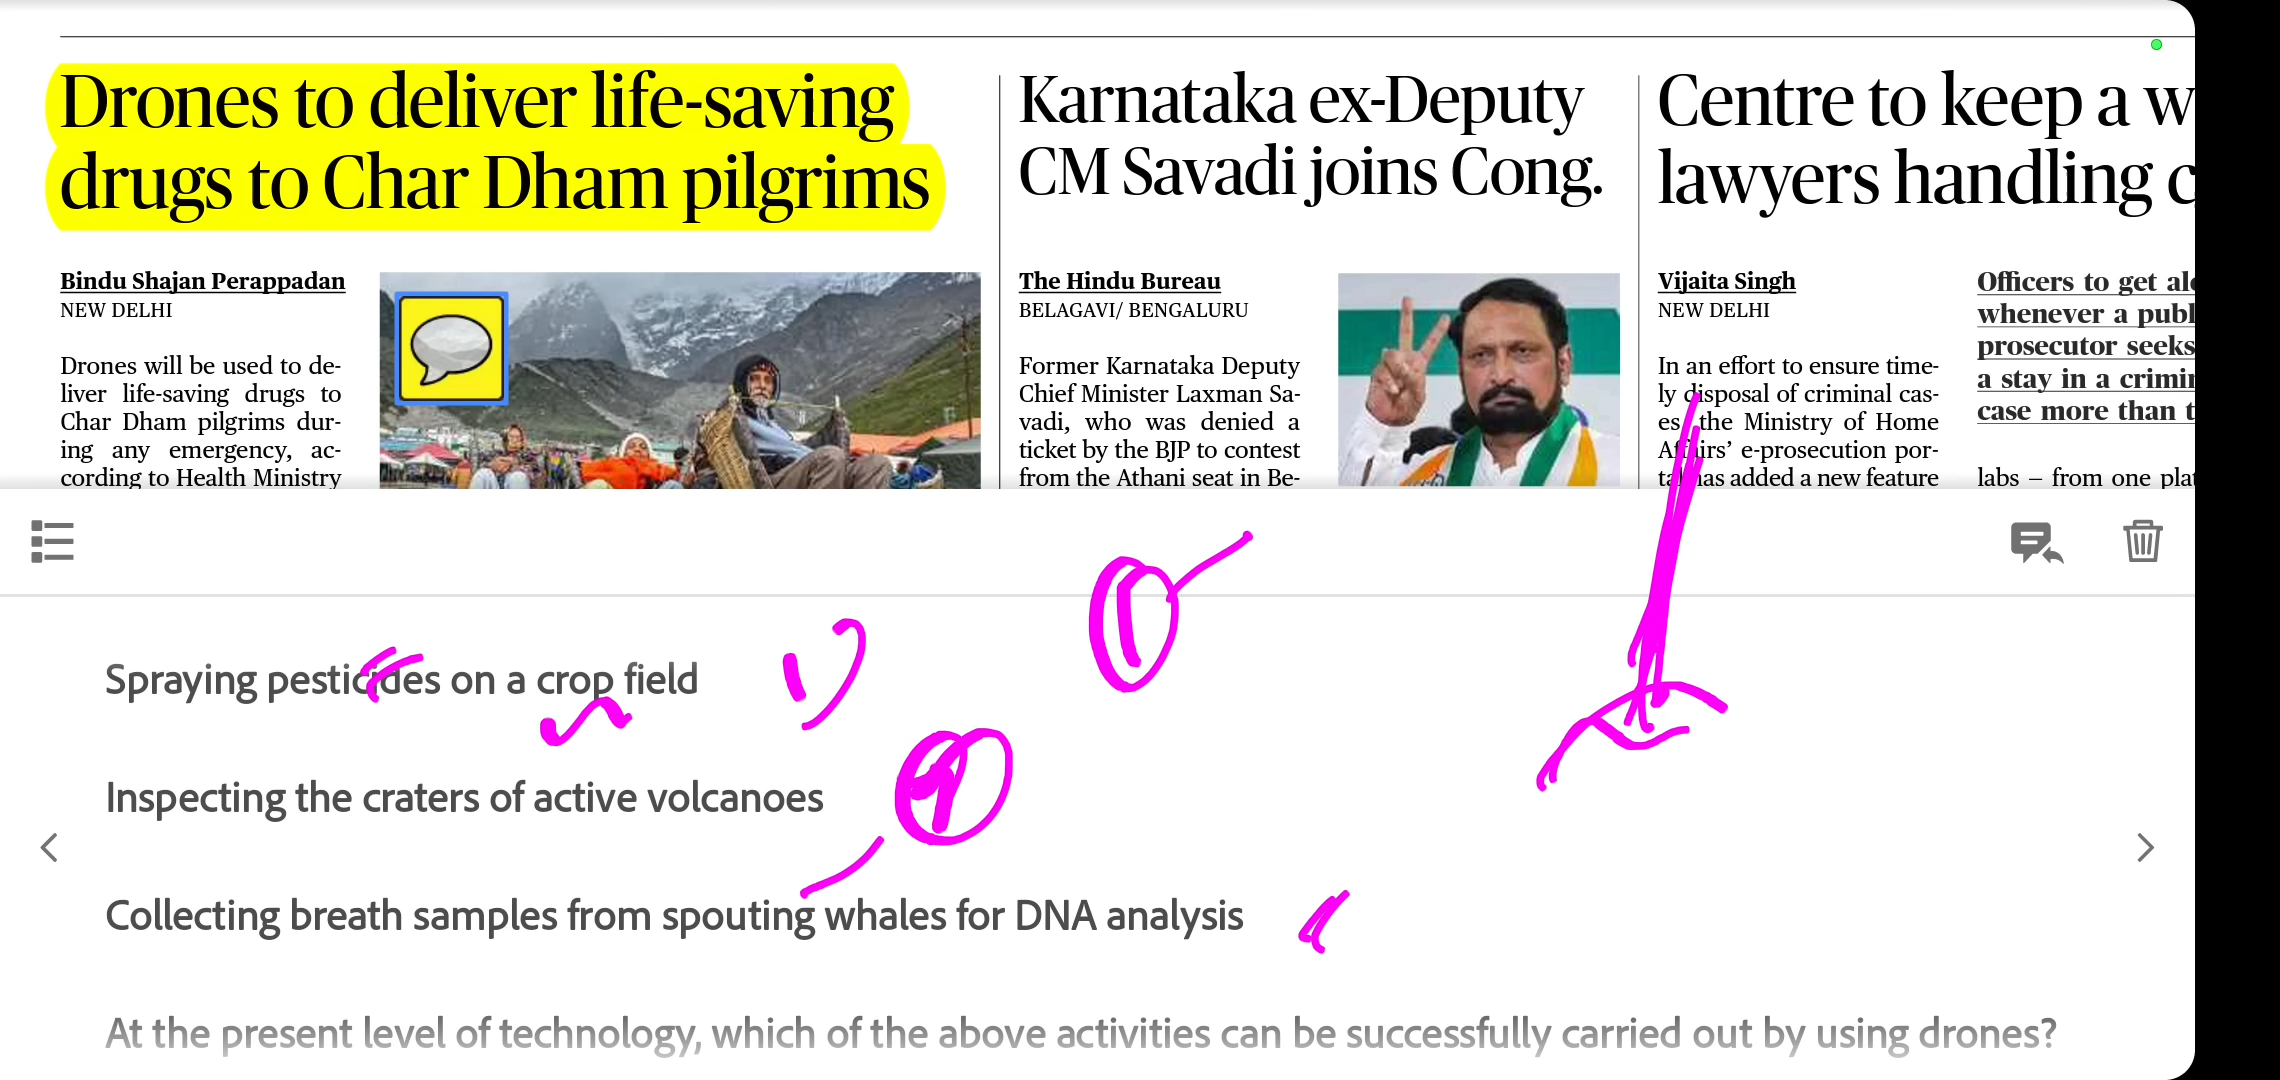 Drones to deliver life-saving
drugs to Char Dham pilgrims
Bindu Shajan Perappadan
NEW DELHI
Drones will be used to de-
liver life-saving drugs to
Char Dham pilgrims dur-
ing any emergency, ac-
cording to Health Ministry
Karnataka ex-Deputy
CM Savadi joins Cong.
The Hindu Bureau
BELAGAVI/ BENGALURU
Former Karnataka Deputy
Chief Minister Laxman Sa-
vadi, who was denied a
ticket by the BJP to contest
from the Athani seat in Be-
Centre to keep a w
lawyers handling c
Vijaita Singh
NEW DELHI
In an effort to ensure time-
ly disposal of criminal cas-
es, the Ministry of Home
Affairs’ e-prosecution por-
tal has added a new feature
Officers to get ale
whenever a publ
prosecutor seeks
a stay in a crimin
case more than t
labs – from one plat
Spraying pesticides on a crop field
Inspecting the craters of active volcanoes
Collecting breath samples from spouting whales for DNA analysis
At the present level of technology, which of the above activities can be successfully carried out by using drones?